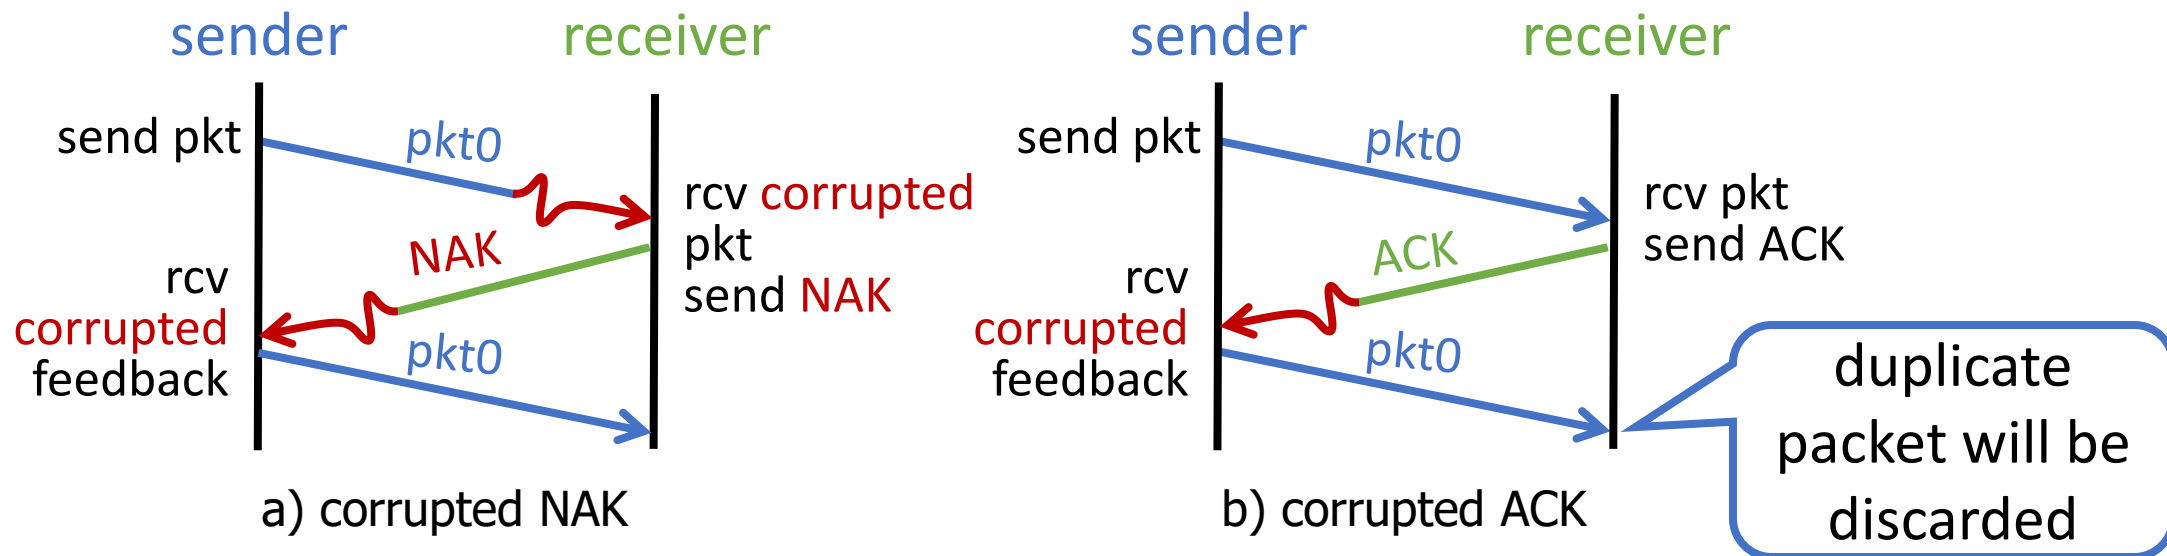 sender
receiver
send pkt
pkt0
rcv corrupted
pkt
send NAK
NAK
rcv
corrupted
feedback
pkt0
a) corrupted NAK
sender
receiver
send pkt
pkt0
rcv pkt
send ACK
ACK
rcv
corrupted
feedback
pkt0
duplicate
packet will be
discarded
b) corrupted ACK